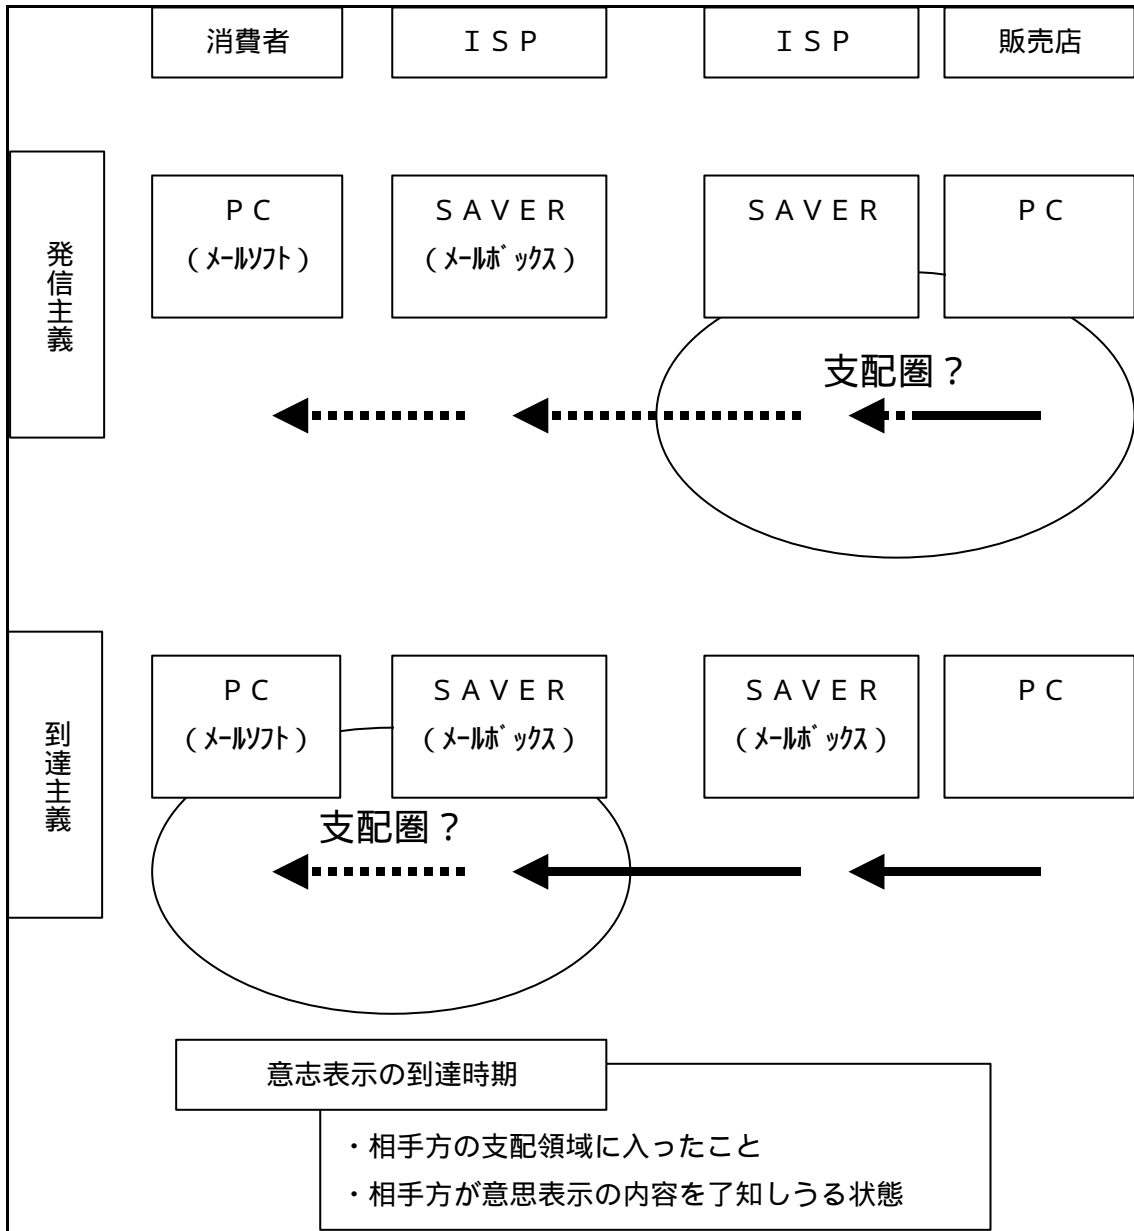 消費者
ＩＳＰ
ＩＳＰ
販売店
発信主義
ＰＣ
（ﾒｰﾙｿﾌﾄ）
ＳＡＶＥＲ
（ﾒｰﾙﾎﾞｯｸｽ）
ＳＡＶＥＲ
ＰＣ
支配圏？
到達主義
ＰＣ
（ﾒｰﾙｿﾌﾄ）
ＳＡＶＥＲ
（ﾒｰﾙﾎﾞｯｸｽ）
ＳＡＶＥＲ
（ﾒｰﾙﾎﾞｯｸｽ）
ＰＣ
支配圏？
意志表示の到達時期
・相手方の支配領域に入ったこと
・相手方が意思表示の内容を了知しうる状態